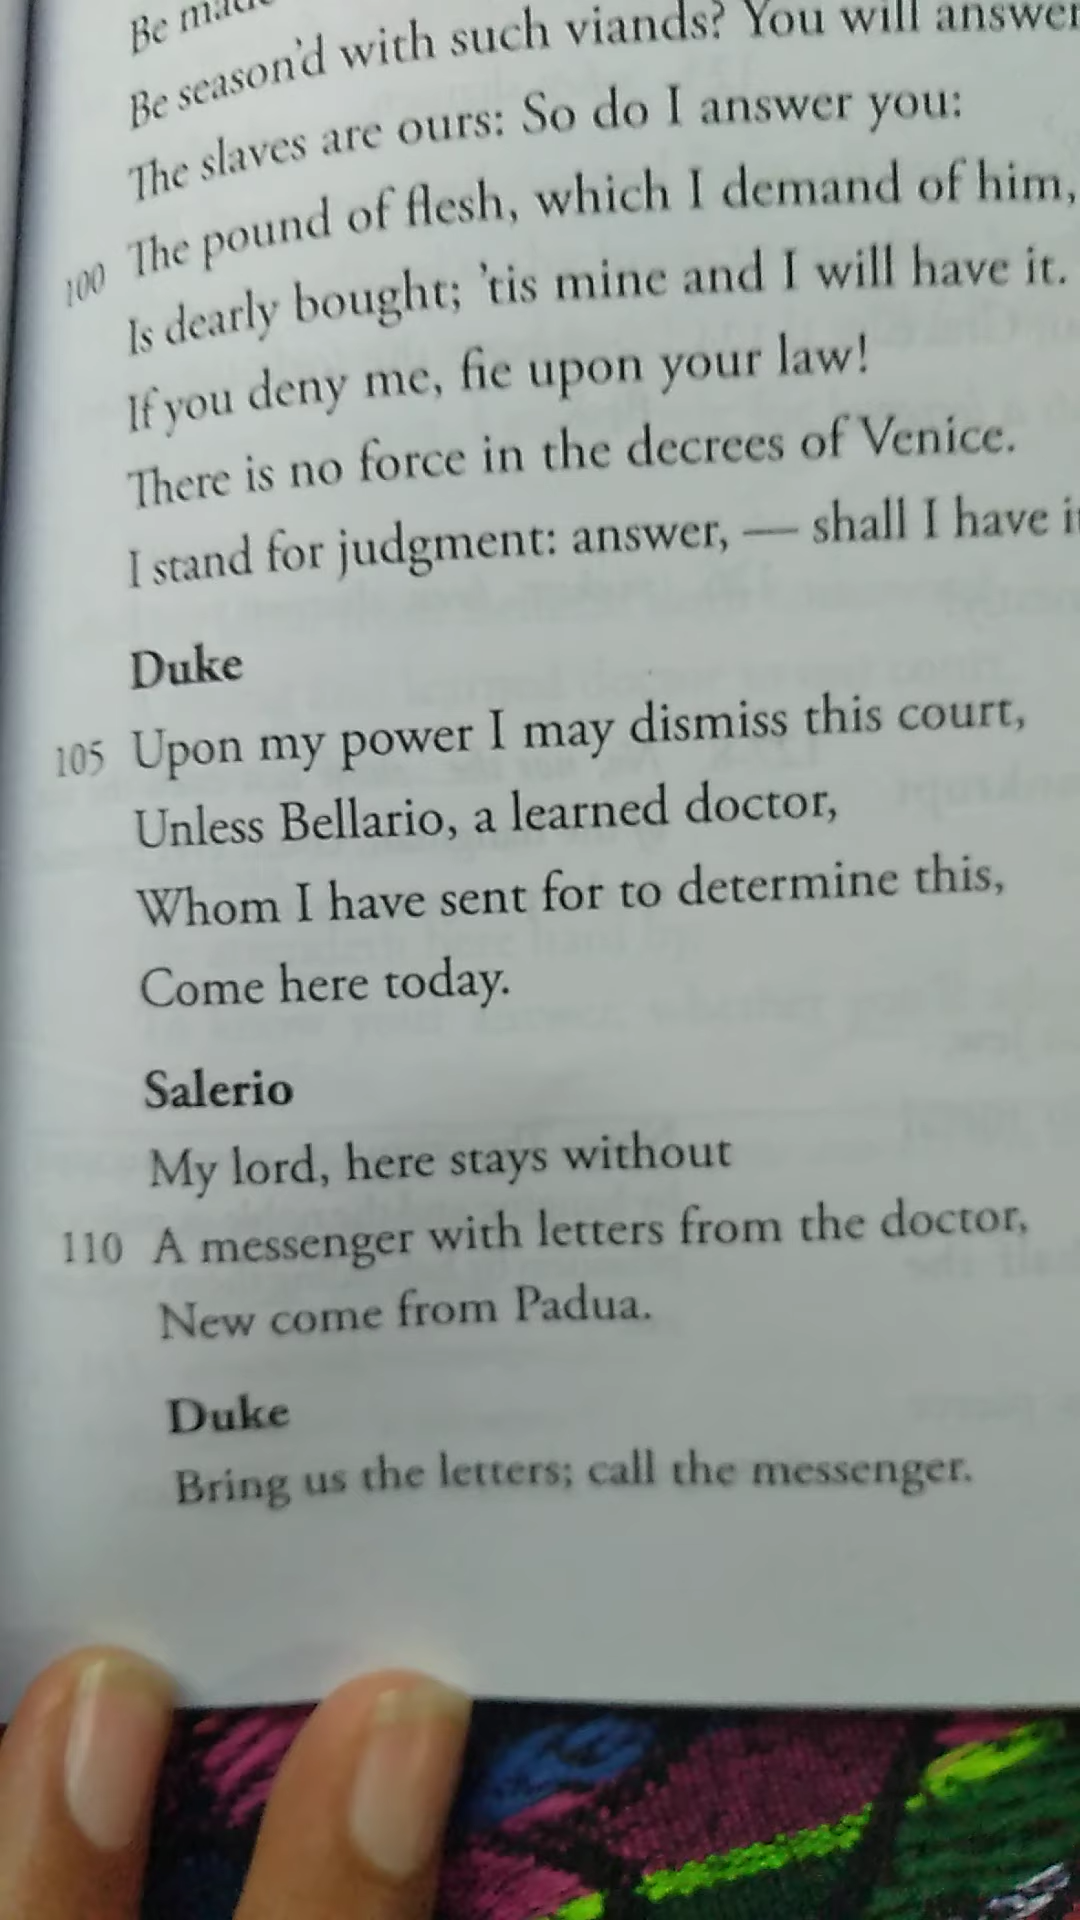 Be made
Be season'd with such viands? You will answer
The slaves are ours: So do I answer you:
The pound of flesh, which I demand of him,
100 Is dearly bought; 'tis mine and I will have it.
If you deny me, fie upon your law!
There is no force in the decrees of Venice.
I stand for judgment: answer, — shall I have
Duke
105 Upon my power I may dismiss this court,
Unless Bellario, a learned doctor,
Whom I have sent for to determine this,
Come here today.
Salerio
My lord, here stays without
110 A messenger with letters from the doctor,
New come from Padua.
Duke
Bring us the letters; call the messenger.